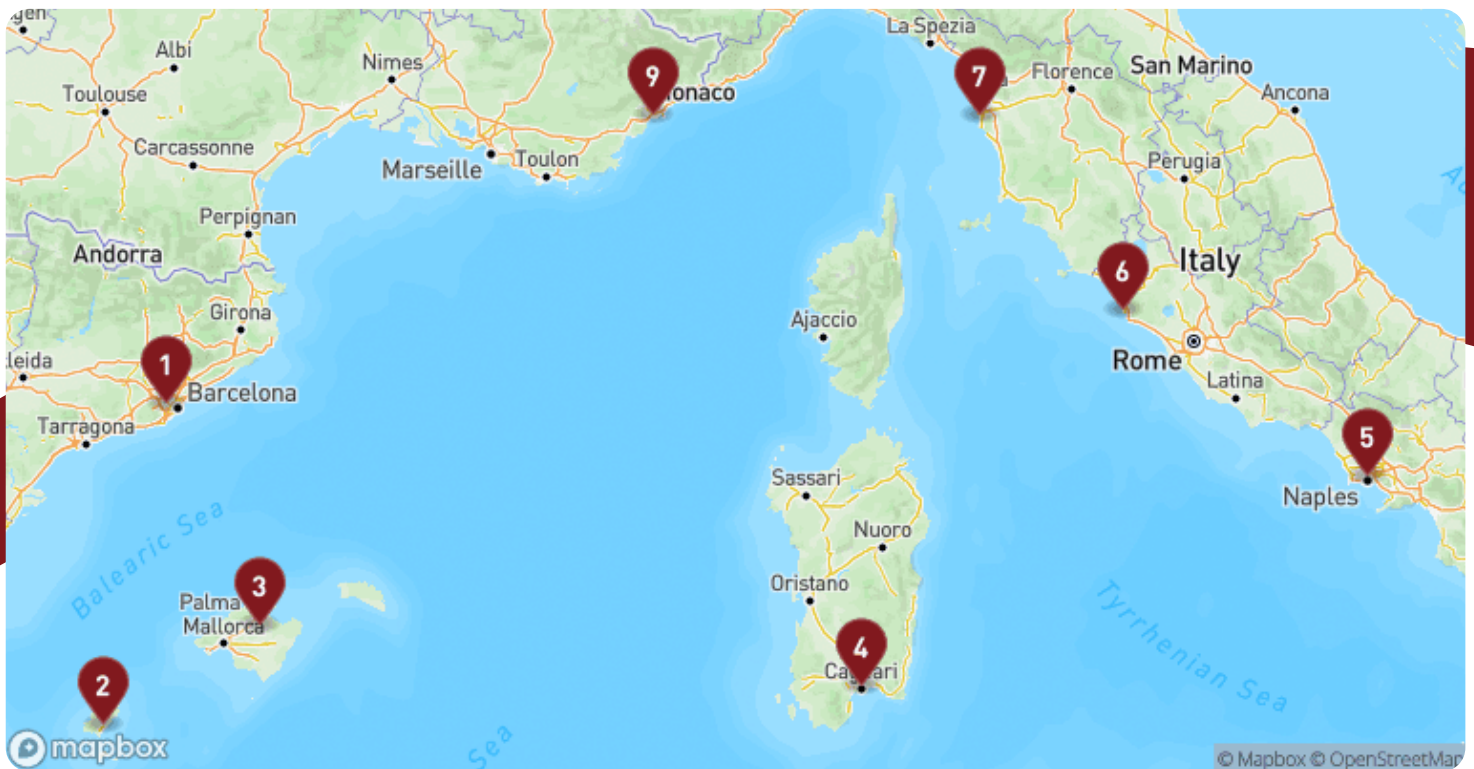 La Spezia
Albi
9
7
Nimes
Florence
San Marino
Toulouse
Ancona
Carcassonne
Marseille
Toulon
Perugia
Perpignan
Andorra
6
Italy
Girona
Ajaccio
1
Rome
Barcelona
Latina
Tarragona
5
Sassari
Naples
Balearic Sea
Nuoro
3
Oristano
Palma
Mallorca
4
Tyrrhenian Sea
2
Sea
mapbox
© Mapbox © OpenStreetMap